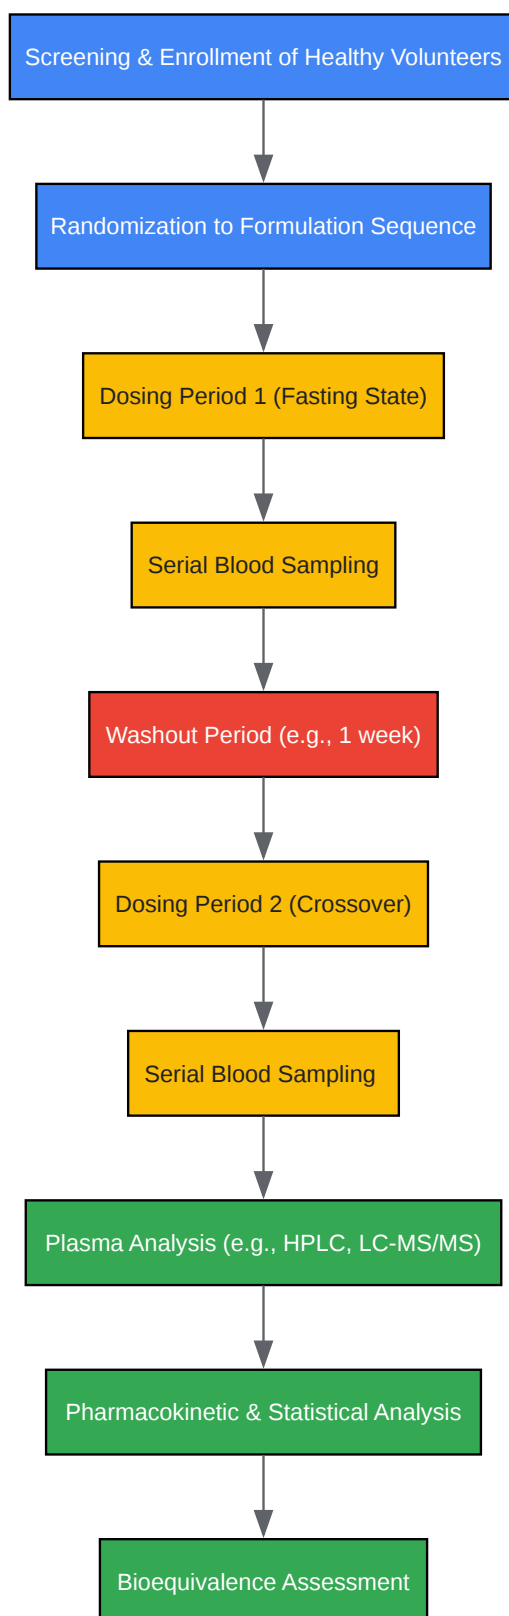 Screening & Enrollment of Healthy Volunteers
Randomization to Formulation Sequence
Dosing Period 1 (Fasting State)
Serial Blood Sampling
Washout Period (e.g., 1 week)
Dosing Period 2 (Crossover)
Serial Blood Sampling
Plasma Analysis (e.g., HPLC, LC-MS/MS)
Pharmacokinetic & Statistical Analysis
Bioequivalence Assessment